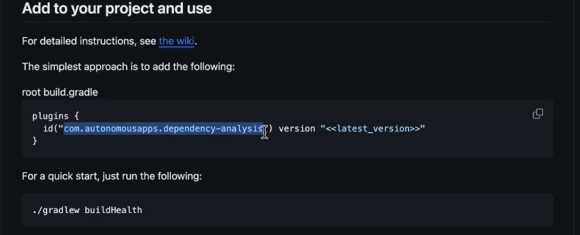 Add to your project and use
For detailed instructions, see the wiki.
The simplest approach is to add the following:
root build.gradle
plugins {
  id("com.autonomousapps.dependency-analysis") version "<<latest_version>>"
}
For a quick start, just run the following:
./gradlew buildHealth